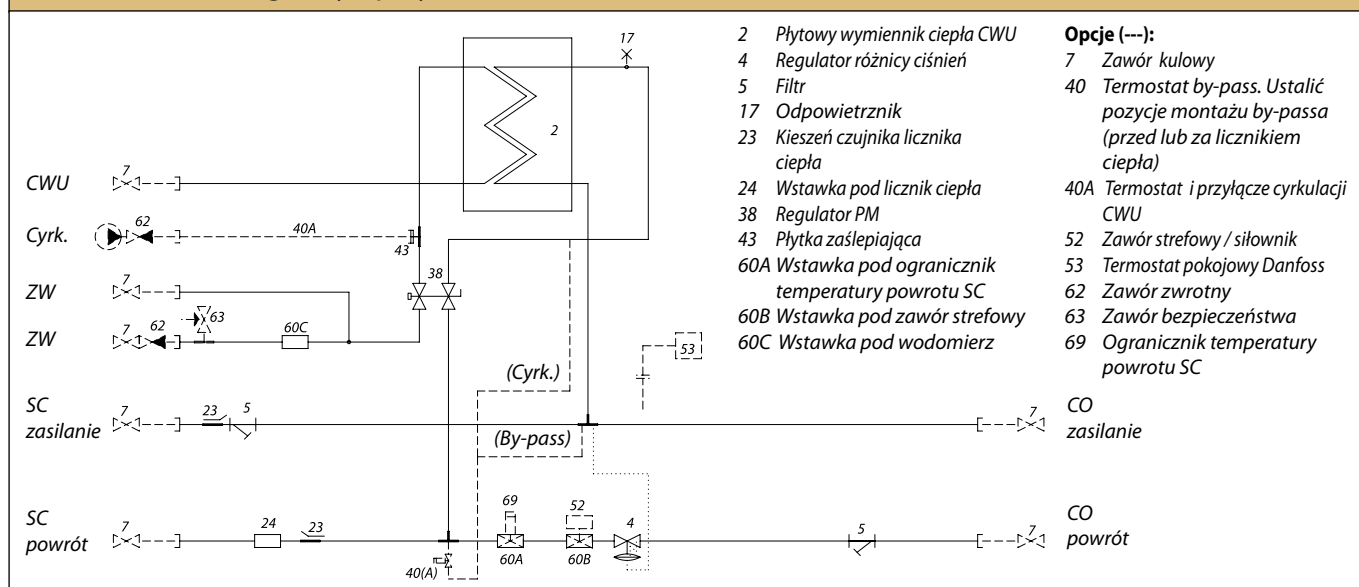 17
2
7
CWU
62
Cyrk.
40A
43
38
7
ZW
63
7
62
60C
ZW
53
(Cyrk.)
SC
zasilanie
7
23
5
(By-pass)
7
CO
zasilanie
SC
powrót
7
24
23
69
52
4
5
7
CO
powrót
60A
60B
40(A)
2 Płytowy wymiennik ciepła CWU
4 Regulator różnicy ciśnień
5 Filtr
17 Odpowietrznik
23 Kieszeń czujnika licznika
ciepła
24 Wstawka pod licznik ciepła
38 Regulator PM
43 Płytka zaślepiająca
60A Wstawka pod ogranicznik
temperatury powrotu SC
60B Wstawka pod zawór strefowy
60C Wstawka pod wodomierz
Opcje (---):
7 Zawór kulowy
40 Termostat by-pass. Ustalić
pozycje montażu by-passa
(przed lub za licznikiem
ciepła)
40A Termostat i przyłącze cyrkulacji
CWU
52 Zawór strefowy / siłownik
53 Termostat pokojowy Danfoss
62 Zawór zwrotny
63 Zawór bezpieczeństwa
69 Ogranicznik temperatury
powrotu SC